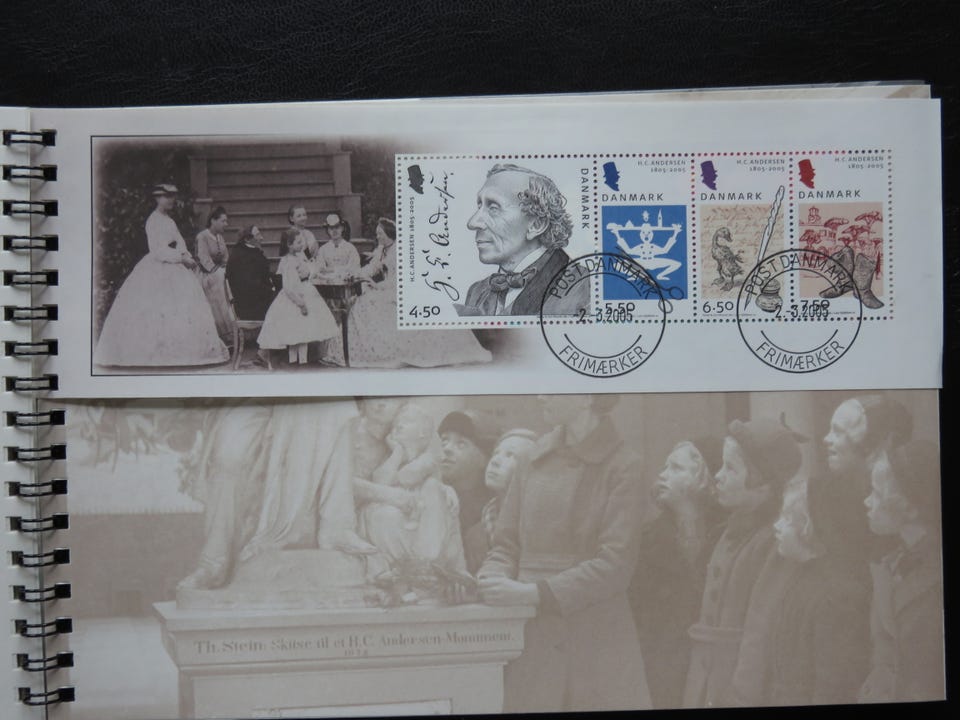 H.C. ANDERSEN 1805-2005
H. C. Andersen.
DANMARK
4.50
H.C. ANDERSEN
1805-2005
DANMARK
5.50
H.C. ANDERSEN
1805-2005
DANMARK
6.50
H.C. ANDERSEN
1805-2005
DANMARK
7.50
POST DANMARK
-2.-3.2005
FRIMÆRKER
POST DANMARK
-2.-3.2005
FRIMÆRKER
Th. Stein: Skitse til et H.C. Andersen-Monument.